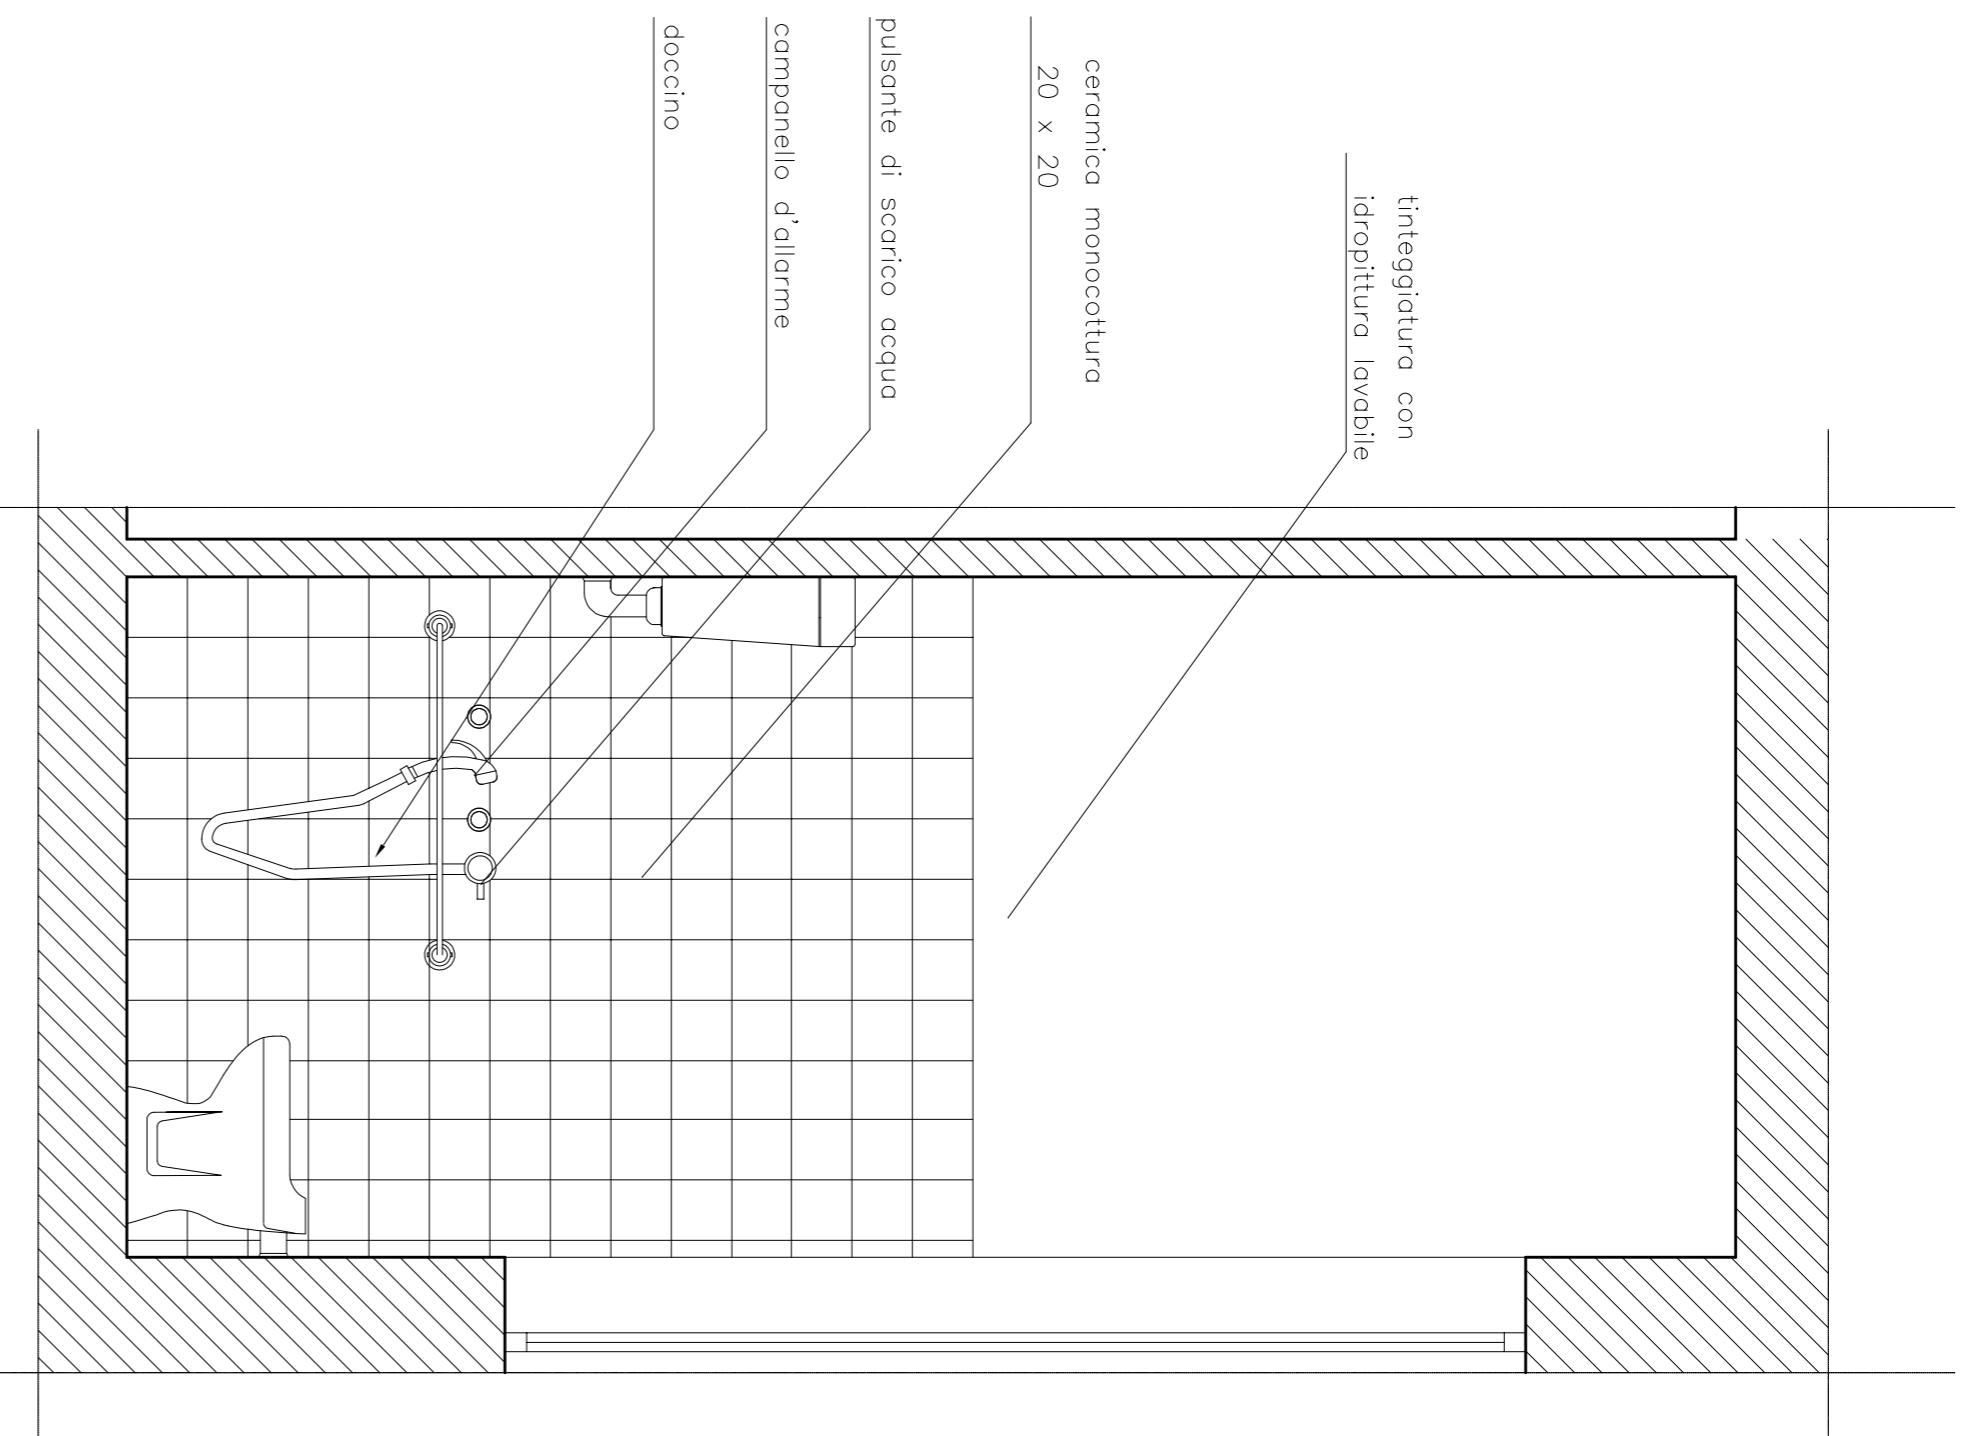 tinteggiatura con
idropittura lavabile
ceramica monocottura
20 x 20
pulsante di scarico acqua
campanello d'allarme
doccino